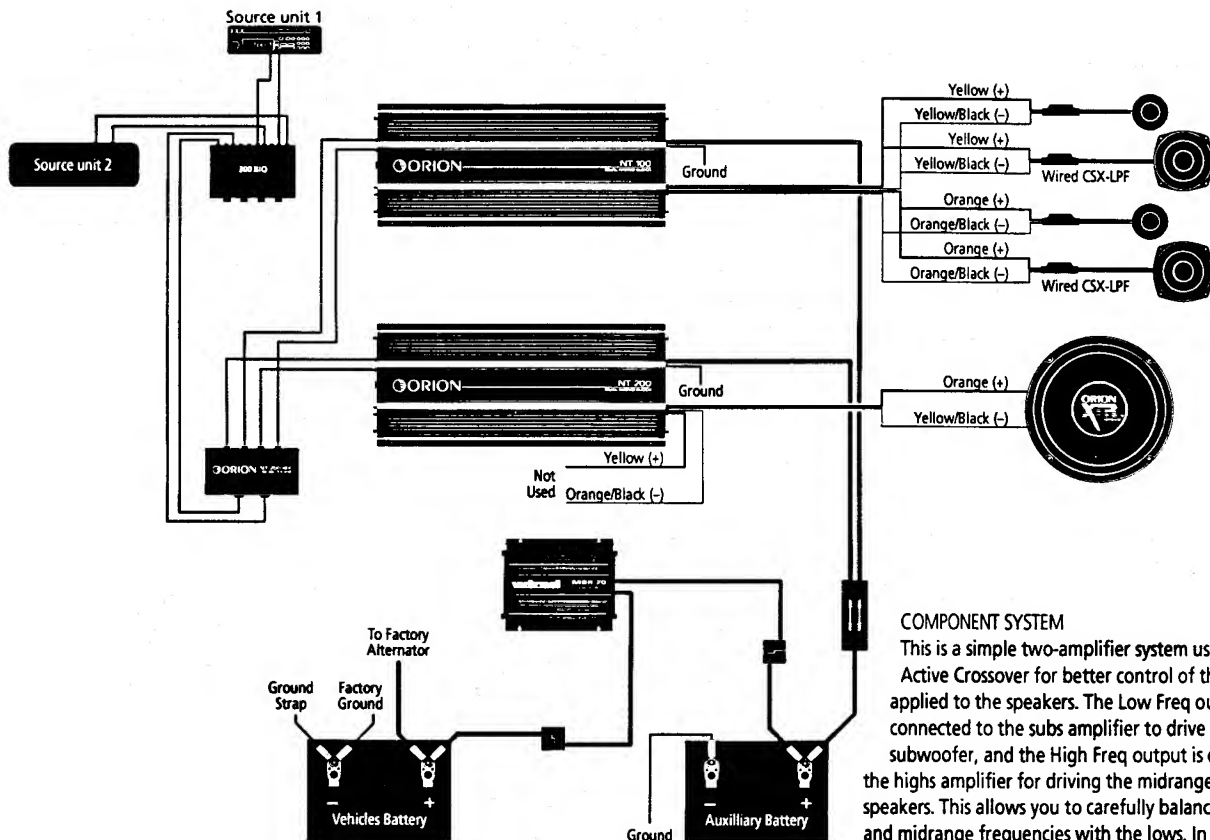 Source unit 1
Source unit 2
300 BIO
ORION
NT 100
Ground
Yellow (+)
Yellow/Black (–)
Yellow (+)
Yellow/Black (–)
Wired CSX-LPF
Orange (+)
Orange/Black (–)
Orange (+)
Orange/Black (–)
Wired CSX-LPF
ORION
NT 200
Ground
Orange (+)
Yellow/Black (–)
ORION
ORION
Yellow (+)
Not
Used
Orange/Black (–)
To Factory
Alternator
Ground
Strap
Factory
Ground
–
+
Vehicles Battery
–
+
Auxilliary Battery
Ground
COMPONENT SYSTEM
This is a simple two-amplifier system us
Active Crossover for better control of th
applied to the speakers. The Low Freq ou
connected to the subs amplifier to drive
subwoofer, and the High Freq output is
the highs amplifier for driving the midrange
speakers. This allows you to carefully balanc
and midrange frequencies with the lows. In